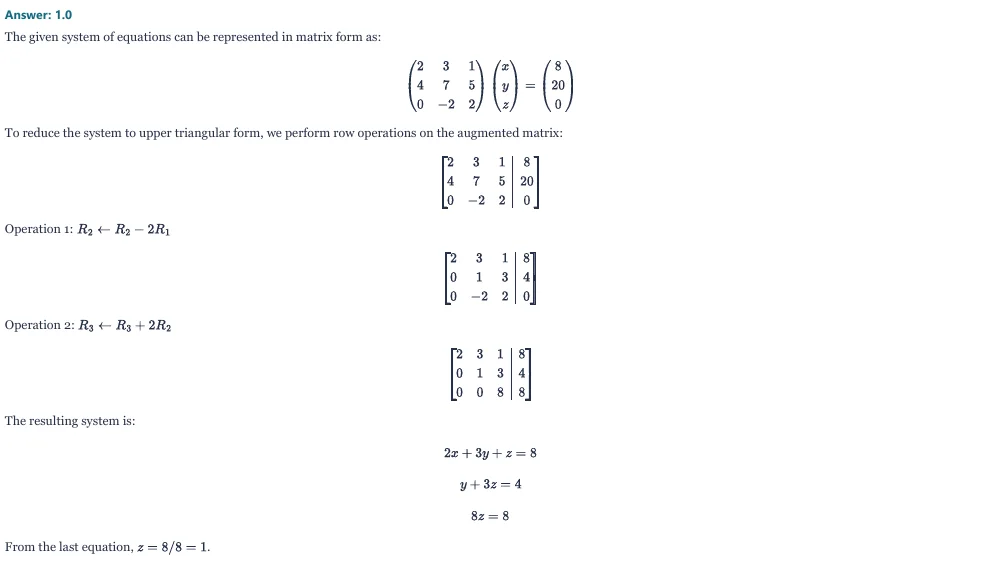 Answer: 1.0
The given system of equations can be represented in matrix form as:
(2 3 1) (x) (8)
(4 7 5) (y) = (20)
(0 −2 2) (z) (0)
To reduce the system to upper triangular form, we perform row operations on the augmented matrix:
[2 3 1 | 8]
[4 7 5 | 20]
[0 −2 2 | 0]
Operation 1: R₂ ← R₂ − 2R₁
[2 3 1 | 8]
[0 1 3 | 4]
[0 −2 2 | 0]
Operation 2: R₃ ← R₃ + 2R₂
[2 3 1 | 8]
[0 1 3 | 4]
[0 0 8 | 8]
The resulting system is:
2x + 3y + z = 8
y + 3z = 4
8z = 8
From the last equation, z = 8/8 = 1.